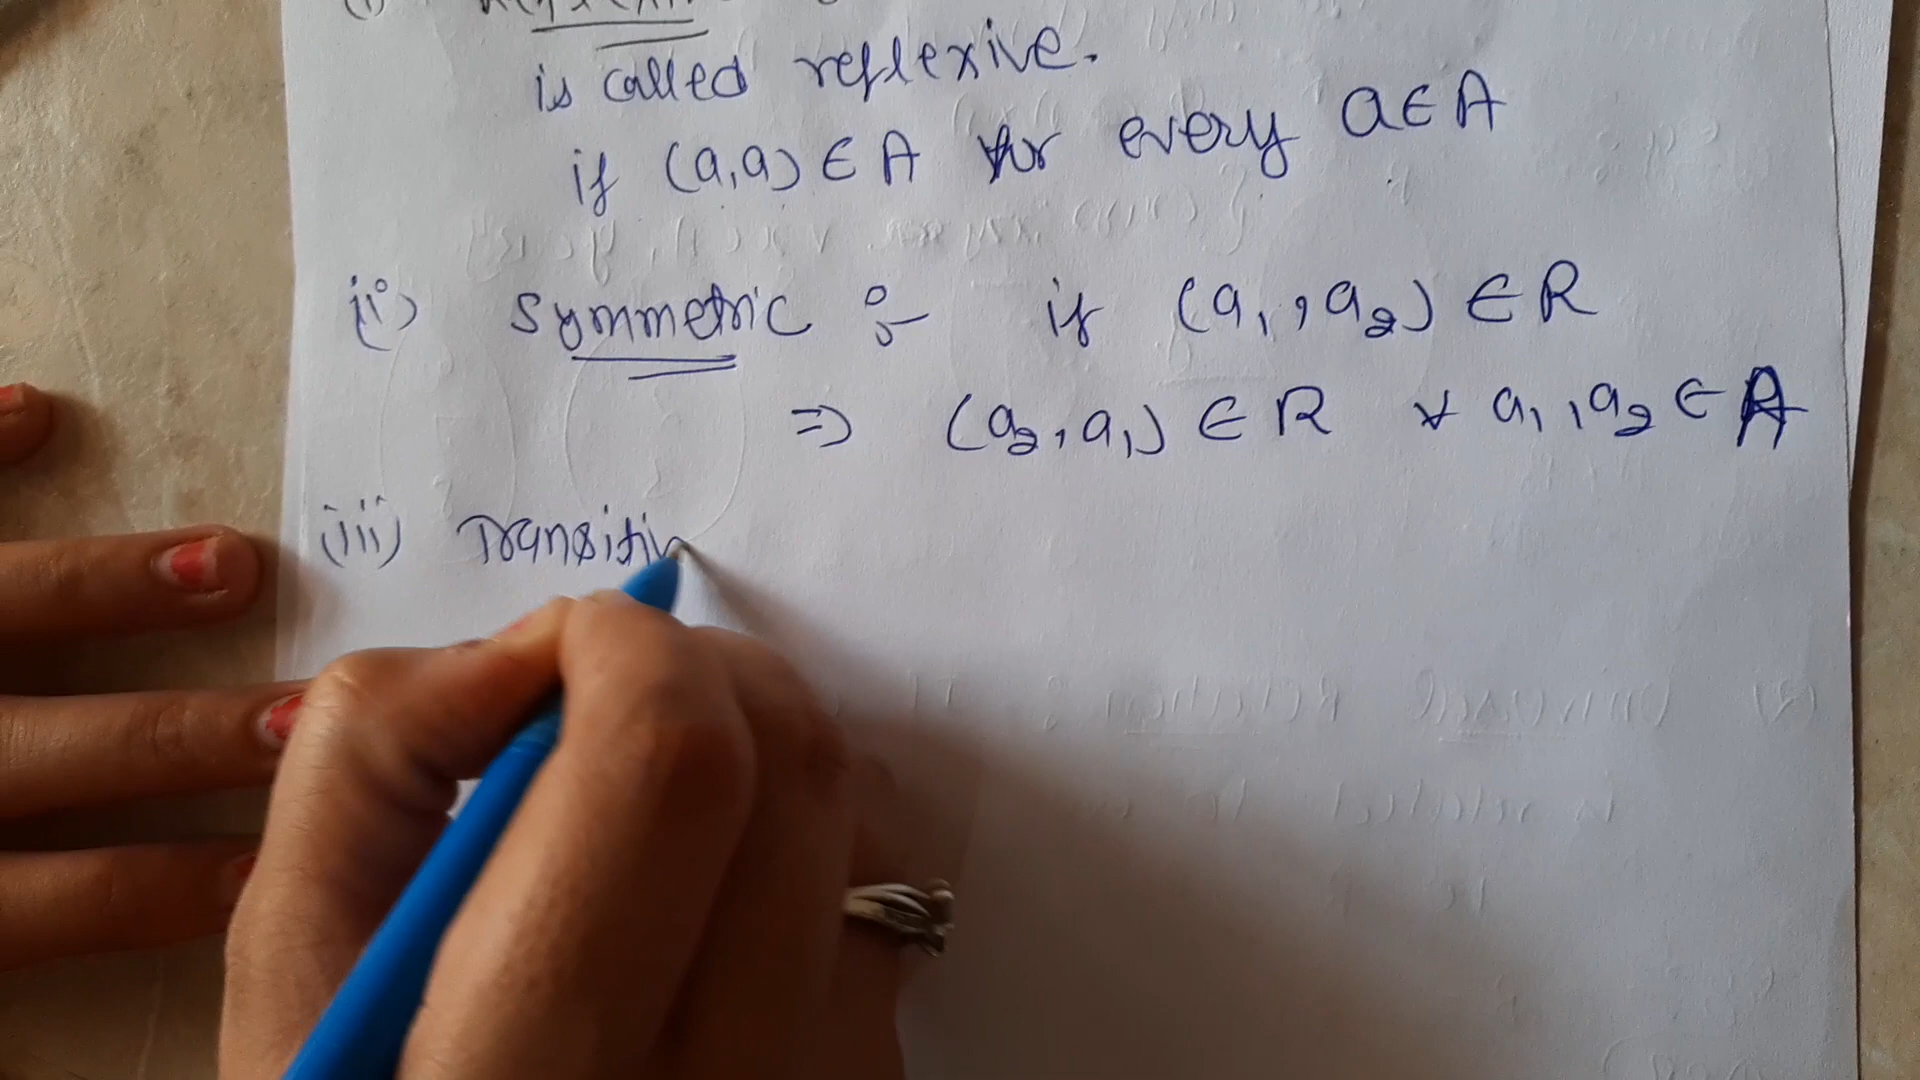 (i)
is called reflexive.
if (a,a) ∈ A for every a∈A
(ii) Symmetric :- if (a₁,a₂) ∈ R
=> (a₂,a₁) ∈ R ∀ a₁,a₂ ∈ A
(iii) Transitiv